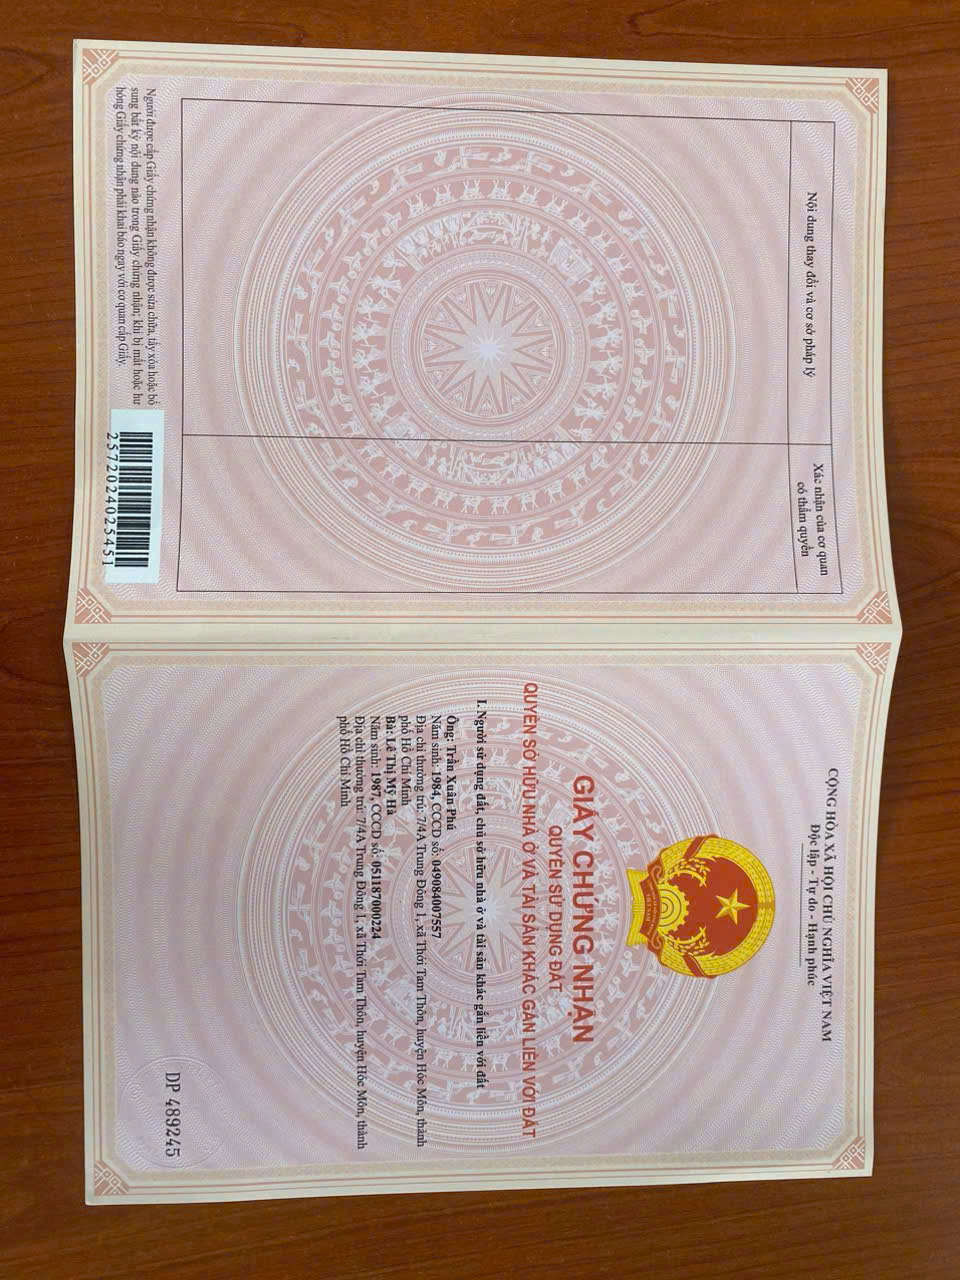 Nội dung thay đổi và cơ sở pháp lý
Xác nhận của cơ quan
có thẩm quyền
Người được cấp Giấy chứng nhận không được sửa chữa, tẩy xóa hoặc bổ
sung bất kỳ nội dung nào trong Giấy chứng nhận; khi bị mất hoặc hư
hỏng Giấy chứng nhận phải khai báo ngay với cơ quan cấp Giấy.
2572024025451
CỘNG HÒA XÃ HỘI CHỦ NGHĨA VIỆT NAM
Độc lập - Tự do - Hạnh phúc
GIẤY CHỨNG NHẬN
QUYỀN SỬ DỤNG ĐẤT
QUYỀN SỞ HỮU NHÀ Ở VÀ TÀI SẢN KHÁC GẮN LIỀN VỚI ĐẤT
I. Người sử dụng đất, chủ sở hữu nhà ở và tài sản khác gắn liền với đất
Ông: Trần Xuân Phú
Năm sinh: 1984, CCCD số: 049084007557
Địa chỉ thường trú: 7/4A Trung Đông 1, xã Thới Tam Thôn, huyện Hóc Môn, thành
phố Hồ Chí Minh
Bà: Lê Thị Mỹ Hà
Năm sinh: 1987, CCCD số: 051187000224
Địa chỉ thường trú: 7/4A Trung Đông 1, xã Thới Tam Thôn, huyện Hóc Môn, thành
phố Hồ Chí Minh
DP 489245